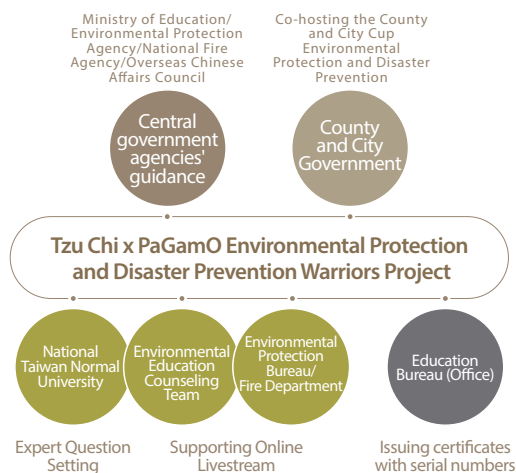 Ministry of Education/
Environmental Protection
Agency/National Fire
Agency/Overseas Chinese
Affairs Council
Co-hosting the County
and City Cup
Environmental
Protection and Disaster
Prevention
Central
government
agencies'
guidance
County
and City
Government
Tzu Chi x PaGamO Environmental Protection
and Disaster Prevention Warriors Project
National
Taiwan Normal
University
Environmental
Education
Counseling
Team
Environmental
Protection
Bureau/
Fire Department
Education
Bureau (Office)
Expert Question
Setting
Supporting Online
Livestream
Issuing certificates
with serial numbers